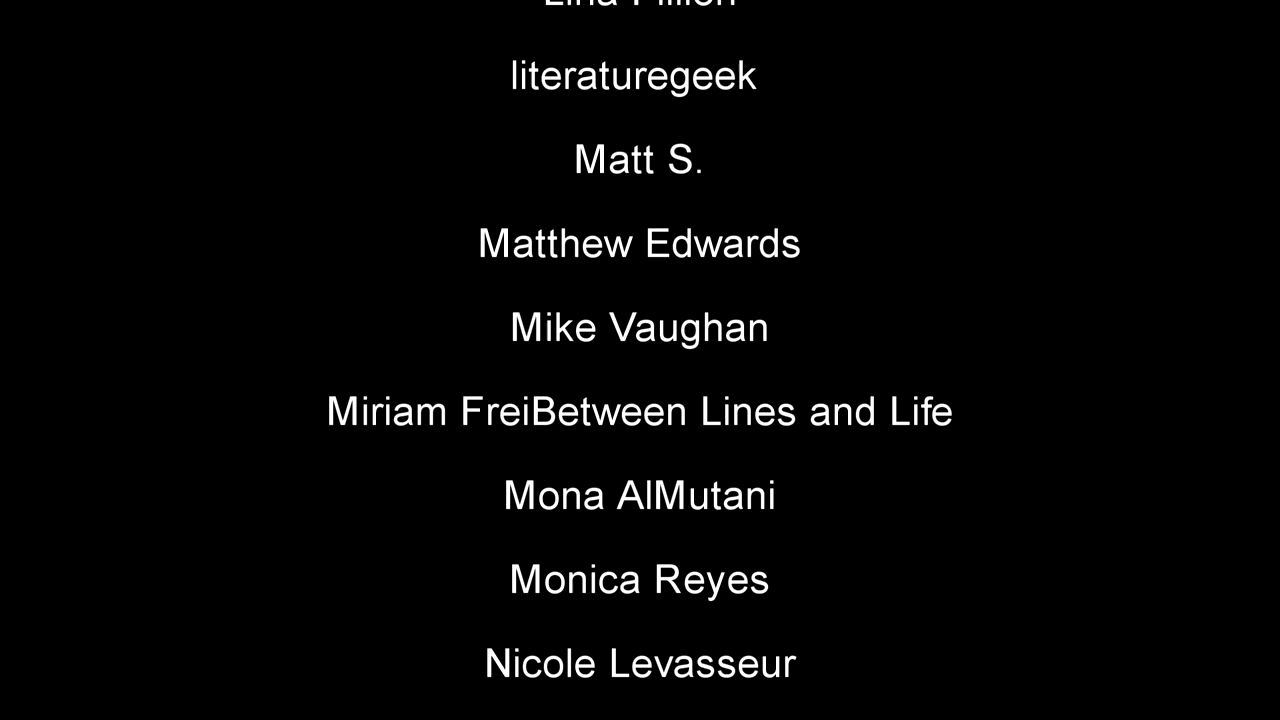 literaturegeek
Matt S.
Matthew Edwards
Mike Vaughan
Miriam FreiBetween Lines and Life
Mona AlMutani
Monica Reyes
Nicole Levasseur